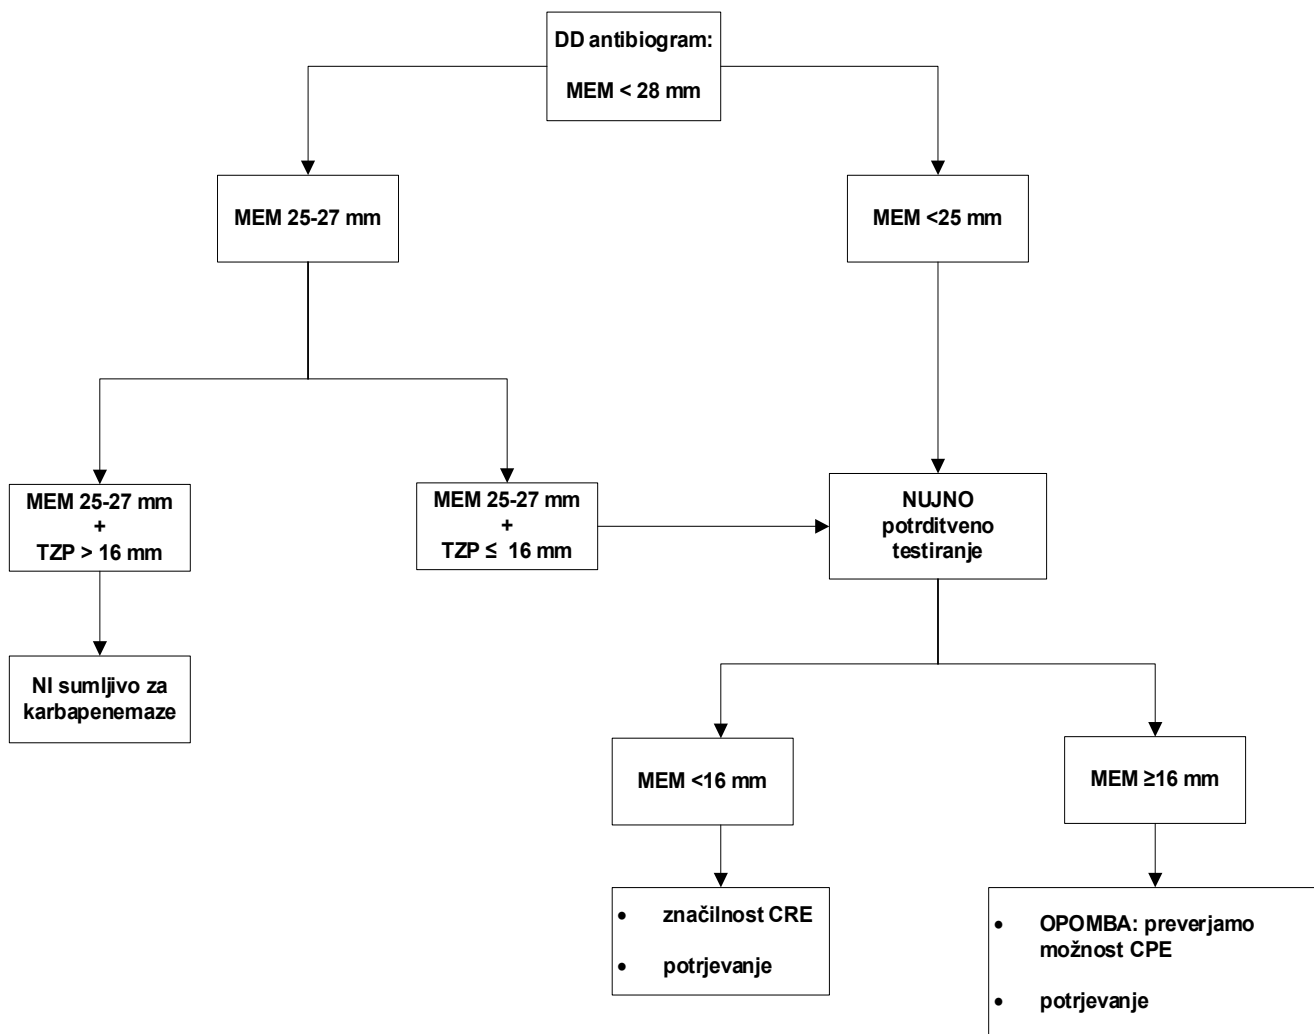 DD antibiogram:
MEM < 28 mm
MEM 25-27 mm
MEM <25 mm
MEM 25-27 mm
+
TZP > 16 mm
MEM 25-27 mm
+
TZP ≤ 16 mm
NUJNO
potrditveno
testiranje
NI sumljivo za
karbapenemaze
MEM <16 mm
MEM ≥16 mm
• značilnost CRE
• potrjevanje
• OPOMBA: preverjamo
možnost CPE
• potrjevanje